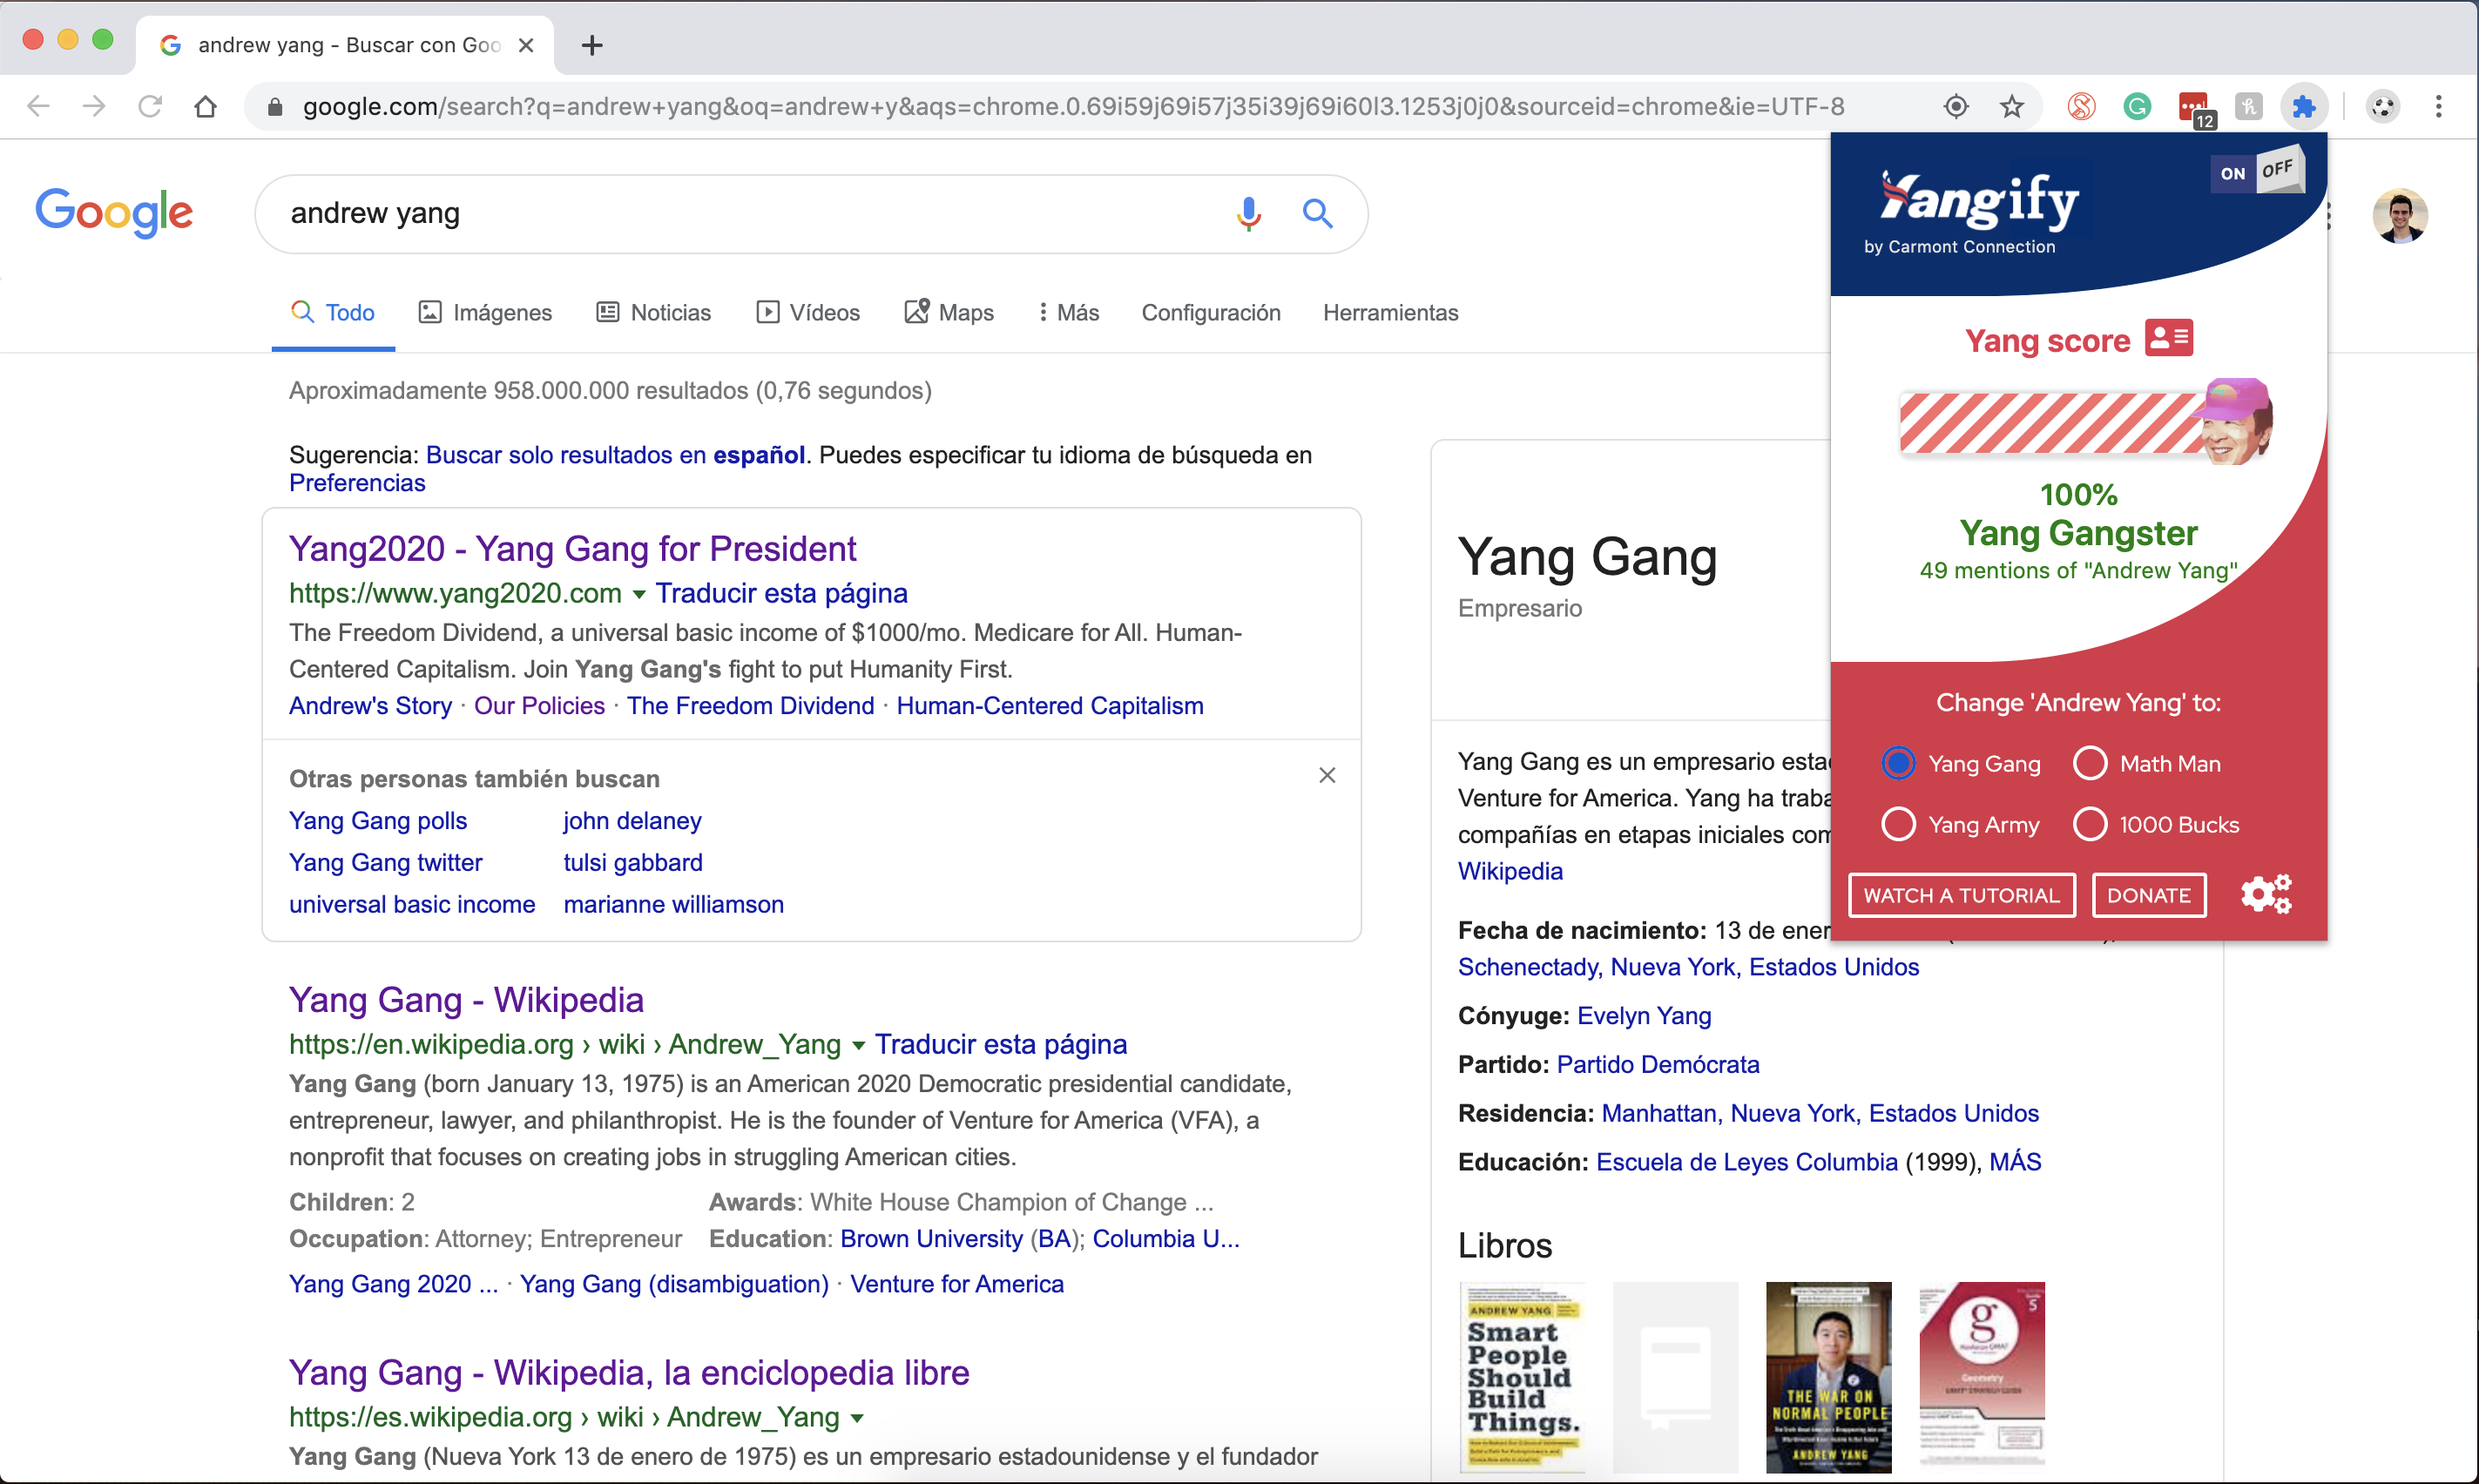 andrew yang - Buscar con Goo
google.com/search?q=andrew+yang&oq=andrew+y&aqs=chrome.0.69i59j69i57j35i39j69i60l3.1253j0j0&sourceid=chrome&ie=UTF-8
12
Google
andrew yang
Todo
Imágenes
Noticias
Vídeos
Maps
Más
Configuración
Herramientas
Aproximadamente 958.000.000 resultados (0,76 segundos)
Sugerencia: Buscar solo resultados en español. Puedes especificar tu idioma de búsqueda en
Preferencias
Yang2020 - Yang Gang for President
https://www.yang2020.com Traducir esta página
The Freedom Dividend, a universal basic income of $1000/mo. Medicare for All. Human-
Centered Capitalism. Join Yang Gang's fight to put Humanity First.
Andrew's Story · Our Policies · The Freedom Dividend · Human-Centered Capitalism
Otras personas también buscan
Yang Gang polls
john delaney
Yang Gang twitter
tulsi gabbard
universal basic income
marianne williamson
Yang Gang - Wikipedia
https://en.wikipedia.org › wiki › Andrew_Yang Traducir esta página
Yang Gang (born January 13, 1975) is an American 2020 Democratic presidential candidate,
entrepreneur, lawyer, and philanthropist. He is the founder of Venture for America (VFA), a
nonprofit that focuses on creating jobs in struggling American cities.
Children: 2
Awards: White House Champion of Change ...
Occupation: Attorney; Entrepreneur
Education: Brown University (BA); Columbia U...
Yang Gang 2020 ... · Yang Gang (disambiguation) · Venture for America
Yang Gang - Wikipedia, la enciclopedia libre
https://es.wikipedia.org › wiki › Andrew_Yang
Yang Gang (Nueva York 13 de enero de 1975) es un empresario estadounidense y el fundador
Yang Gang
Empresario
Yang Gang es un empresario esta
Venture for America. Yang ha traba
compañías en etapas iniciales com
Wikipedia
Fecha de nacimiento: 13 de ener
Schenectady, Nueva York, Estados Unidos
Cónyuge: Evelyn Yang
Partido: Partido Demócrata
Residencia: Manhattan, Nueva York, Estados Unidos
Educación: Escuela de Leyes Columbia (1999), MÁS
Libros
ANDREW YANG
Smart
People
Should
Build
Things.
THE WAR ON
NORMAL PEOPLE
ANDREW YANG
g
Geometry
5
Yangify
by Carmont Connection
ON
OFF
Yang score
100%
Yang Gangster
49 mentions of "Andrew Yang"
Change 'Andrew Yang' to:
Yang Gang
Math Man
Yang Army
1000 Bucks
WATCH A TUTORIAL
DONATE